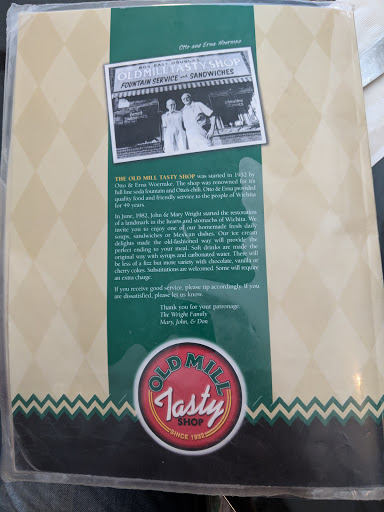 Otto and Erna Woermke
OLD MILL TASTY SHOP
FOUNTAIN SERVICE and SANDWICHES
THE OLD MILL TASTY SHOP was started in 1932 by
Otto & Erna Woermke. The shop was renowned for its
full line soda fountain and Otto's chili. Otto & Erna provided
quality food and friendly service to the people of Wichita
for 49 years.
In June, 1982, John & Mary Wright started the restoration
of a landmark in the hearts and stomachs of Wichita. We
invite you to enjoy one of our homemade fresh daily
soups, sandwiches or Mexican dishes. Our ice cream
delights made the old-fashioned way will provide the
perfect ending to your meal. Soft drinks are made the
original way with syrups and carbonated water. There will
be less of a fizz but more variety with chocolate, vanilla or
cherry colas. Substitutions are welcomed. Some will require
an extra charge.
If you receive good service, please tip accordingly. If you
are dissatisfied, please let us know.
Thank you for your patronage.
The Wright Family
Mary, John, & Don
OLD MILL
Tasty
SHOP
SINCE 1932